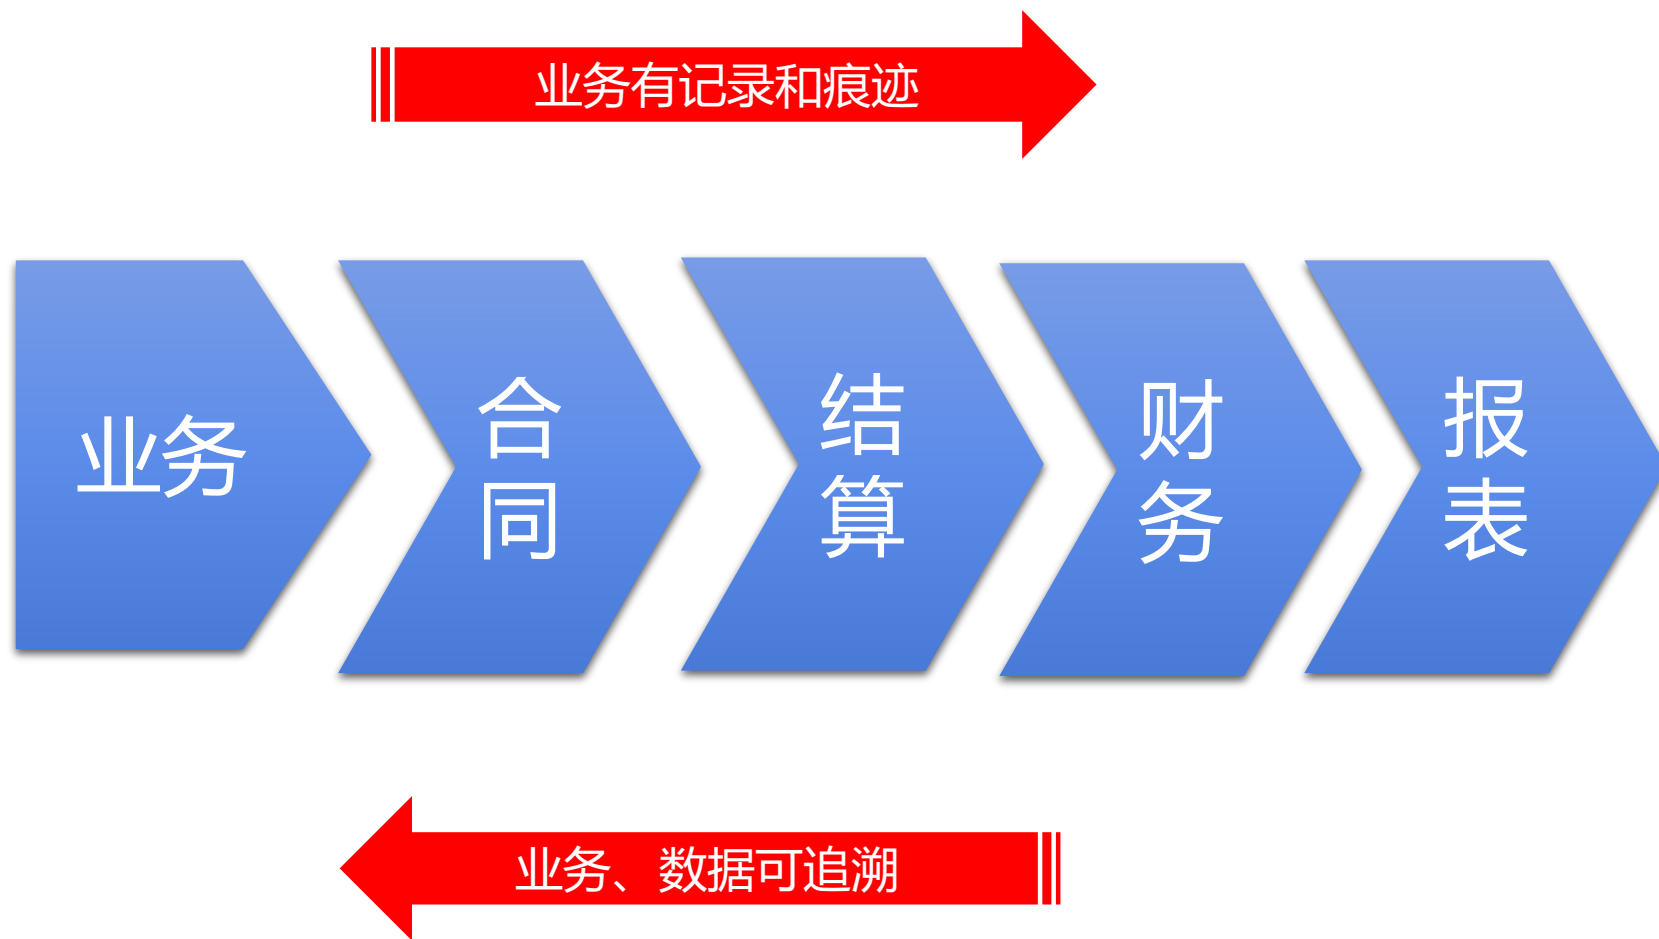 业务有记录和痕迹
业务
合
同
结
算
财
务
报
表
业务、数据可追溯